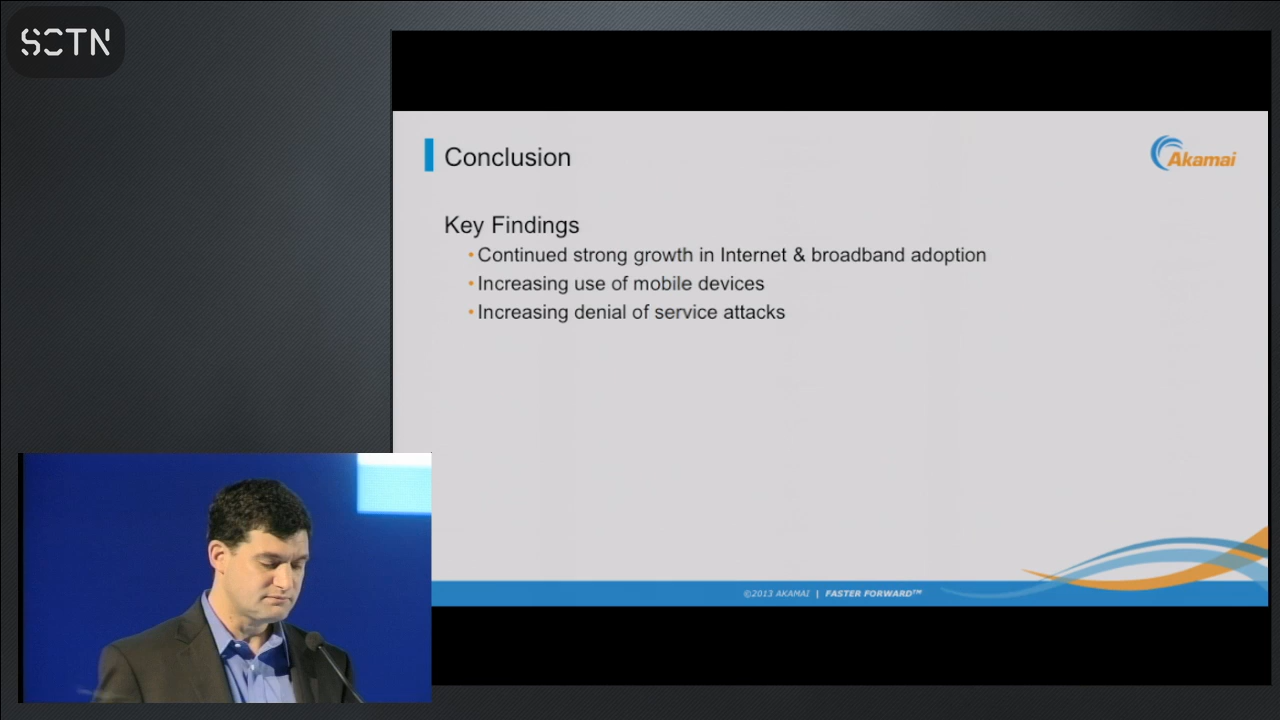 SCTN
Conclusion
Akamai
Key Findings
•Continued strong growth in Internet & broadband adoption
•Increasing use of mobile devices
•Increasing denial of service attacks
©2013 AKAMAI | FASTER FORWARD™